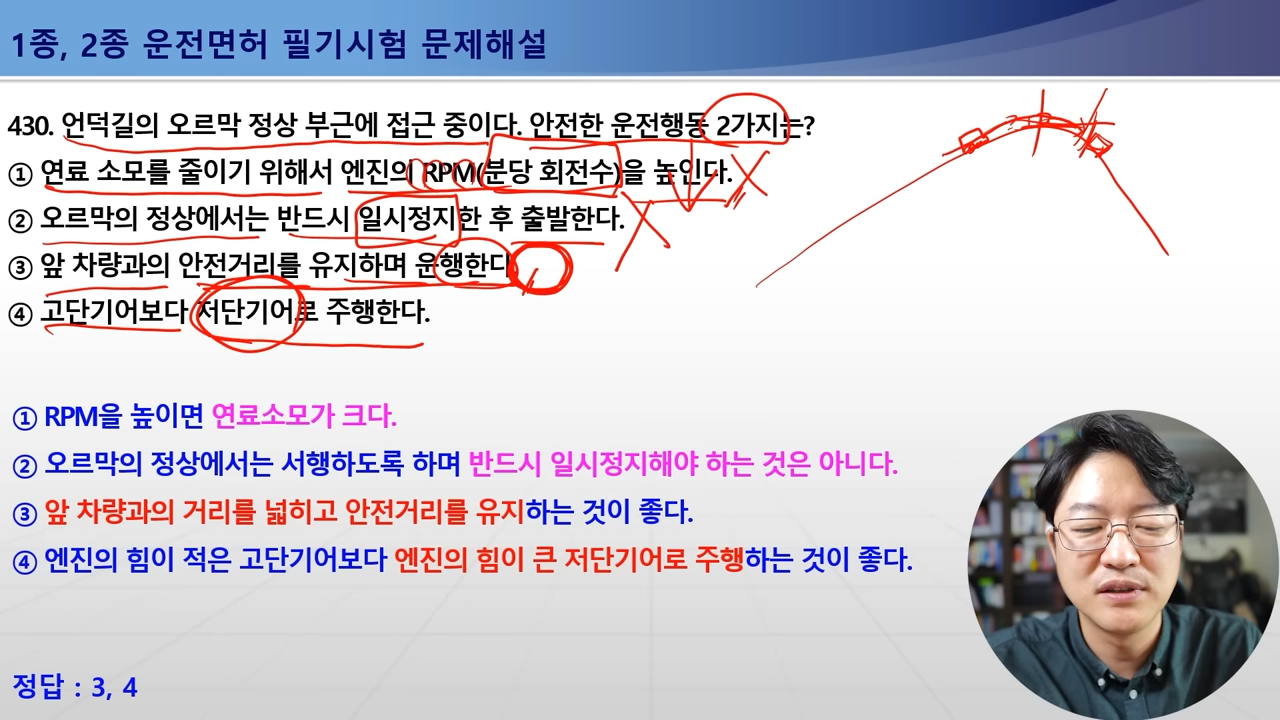 1종, 2종 운전면허 필기시험 문제해설
430. 언덕길의 오르막 정상 부근에 접근 중이다. 안전한 운전행동 2가지는?
① 연료 소모를 줄이기 위해서 엔진의 RPM(분당 회전수)을 높인다.
② 오르막의 정상에서는 반드시 일시정지한 후 출발한다.
③ 앞 차량과의 안전거리를 유지하며 운행한다.
④ 고단기어보다 저단기어로 주행한다.
① RPM을 높이면 연료소모가 크다.
② 오르막의 정상에서는 서행하도록 하며 반드시 일시정지해야 하는 것은 아니다.
③ 앞 차량과의 거리를 넓히고 안전거리를 유지하는 것이 좋다.
④ 엔진의 힘이 적은 고단기어보다 엔진의 힘이 큰 저단기어로 주행하는 것이 좋다.
정답 : 3, 4